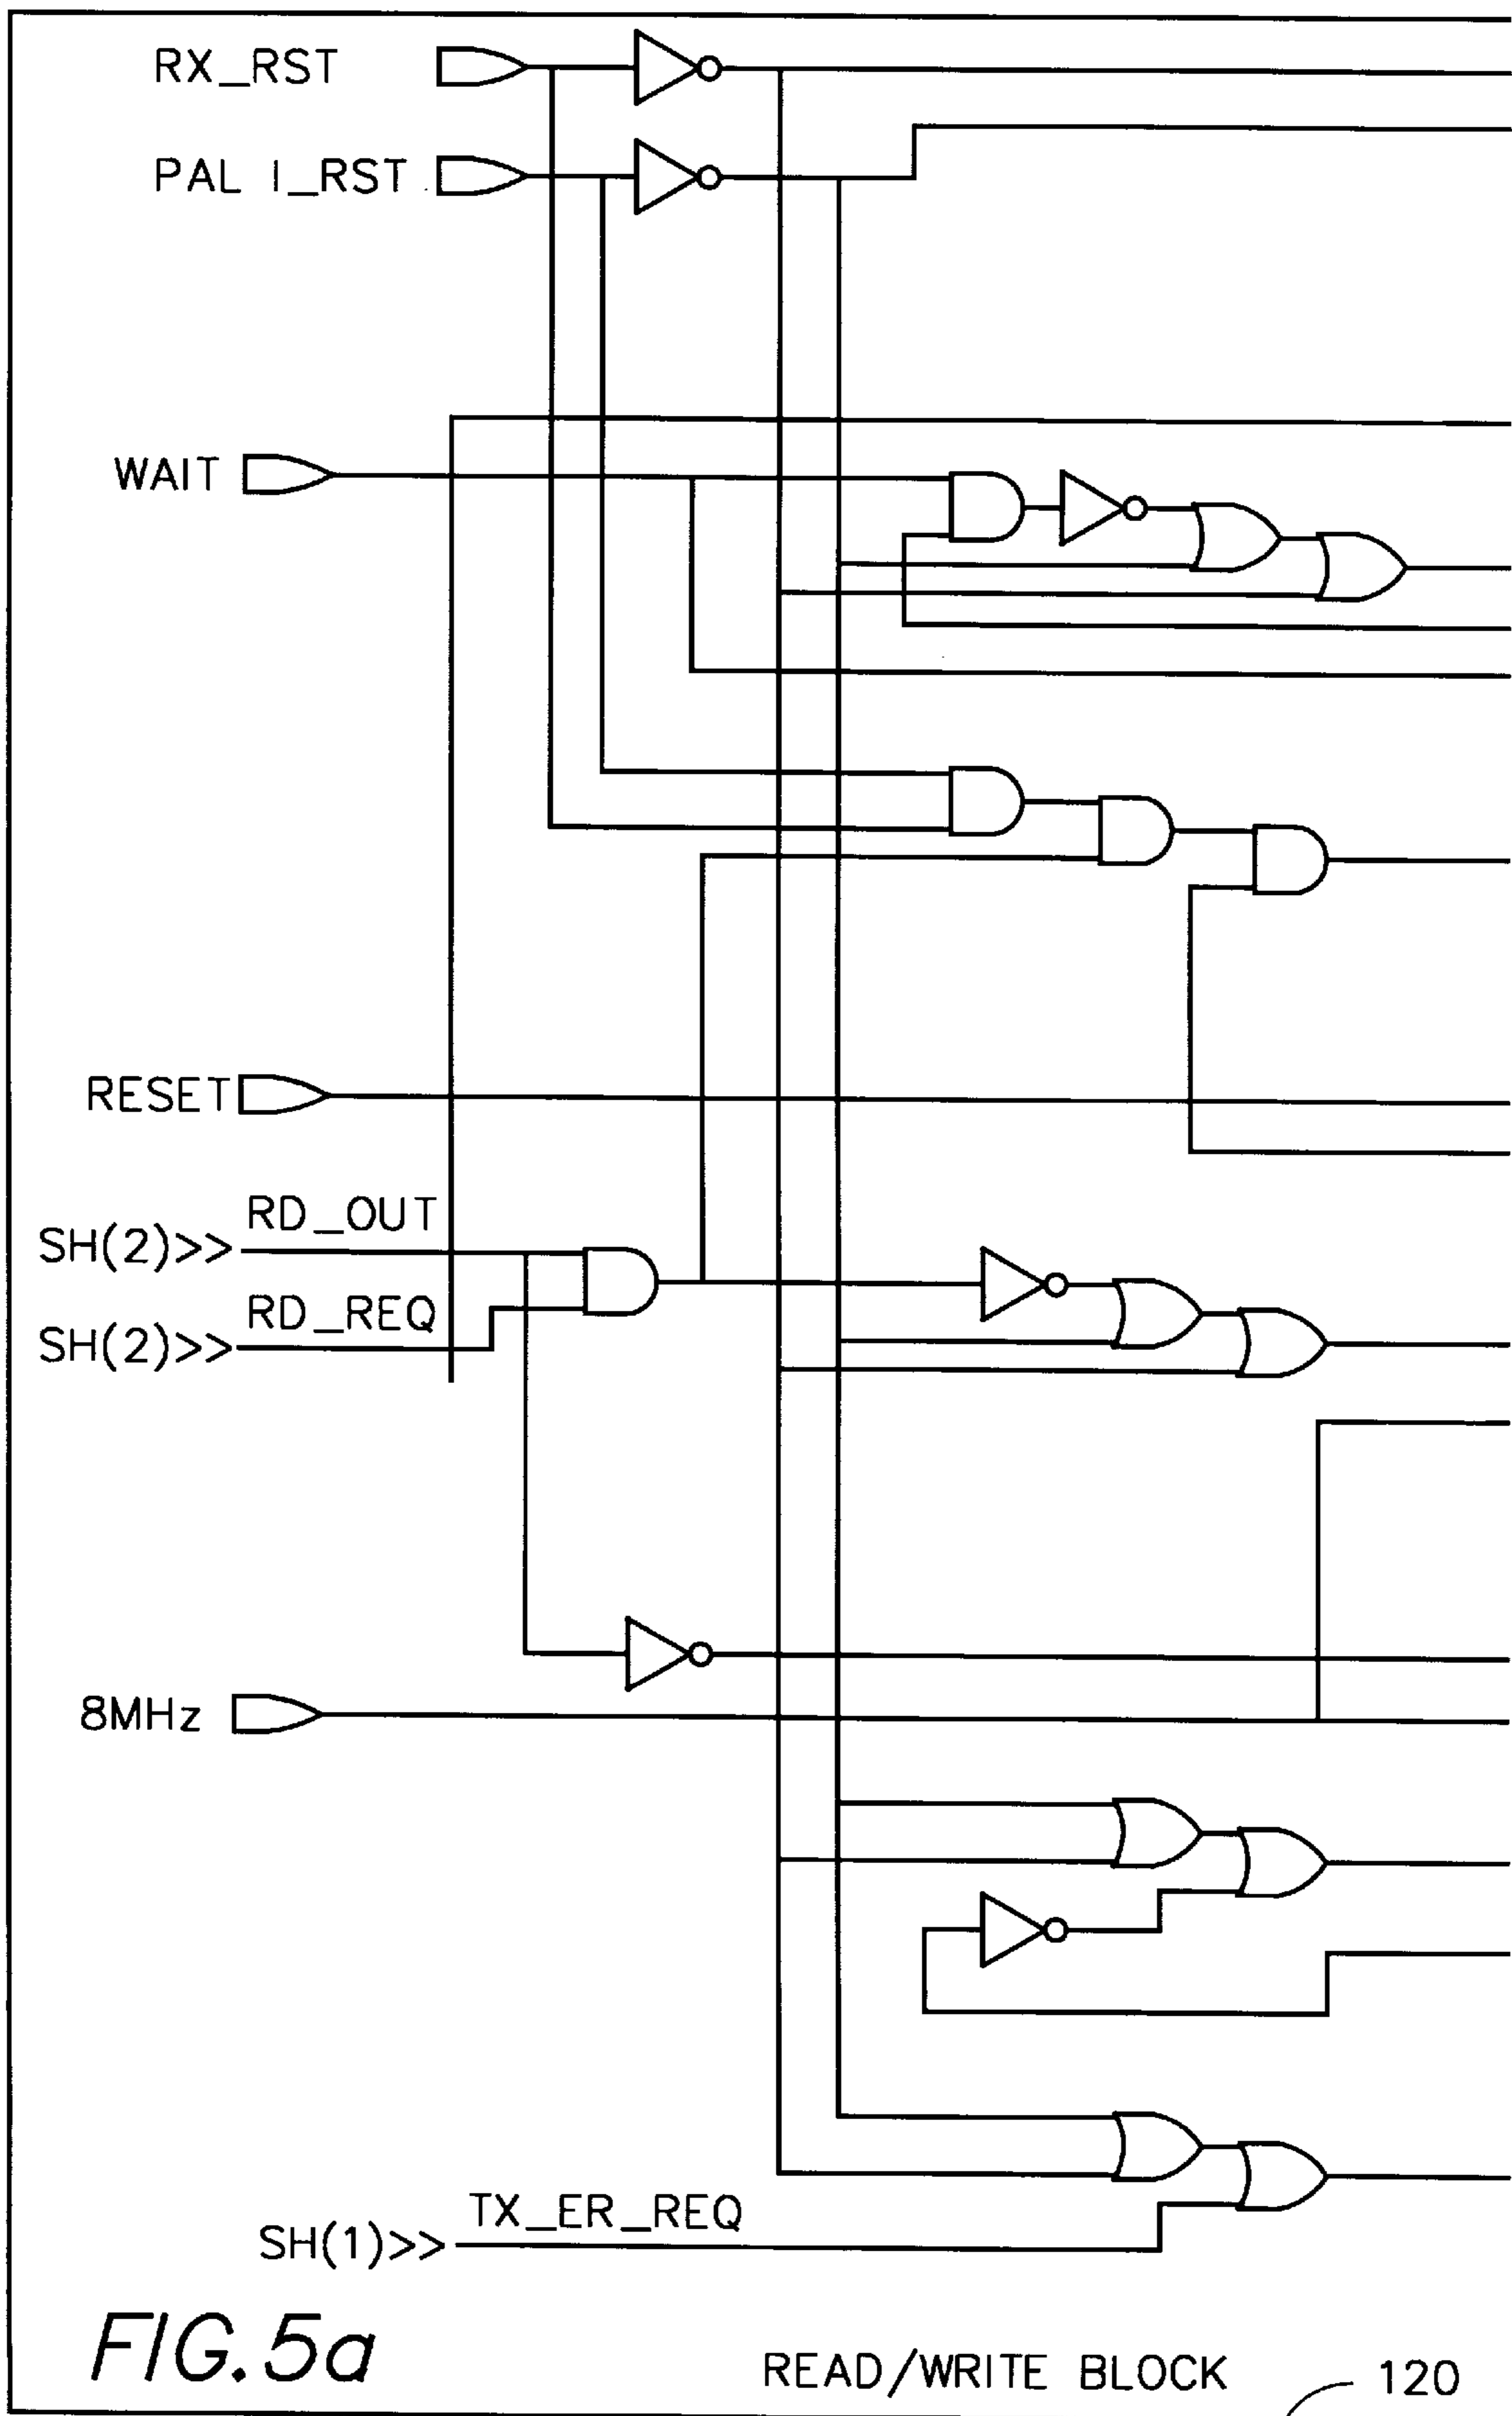 RX_RST
PAL I_RST
WAIT
RESET
RD_OUT
SH(2)>>
RD_REQ
SH(2)>>
8MHz
TX_ER_REQ
SH(1)>>
FIG.5a
READ/WRITE BLOCK
120